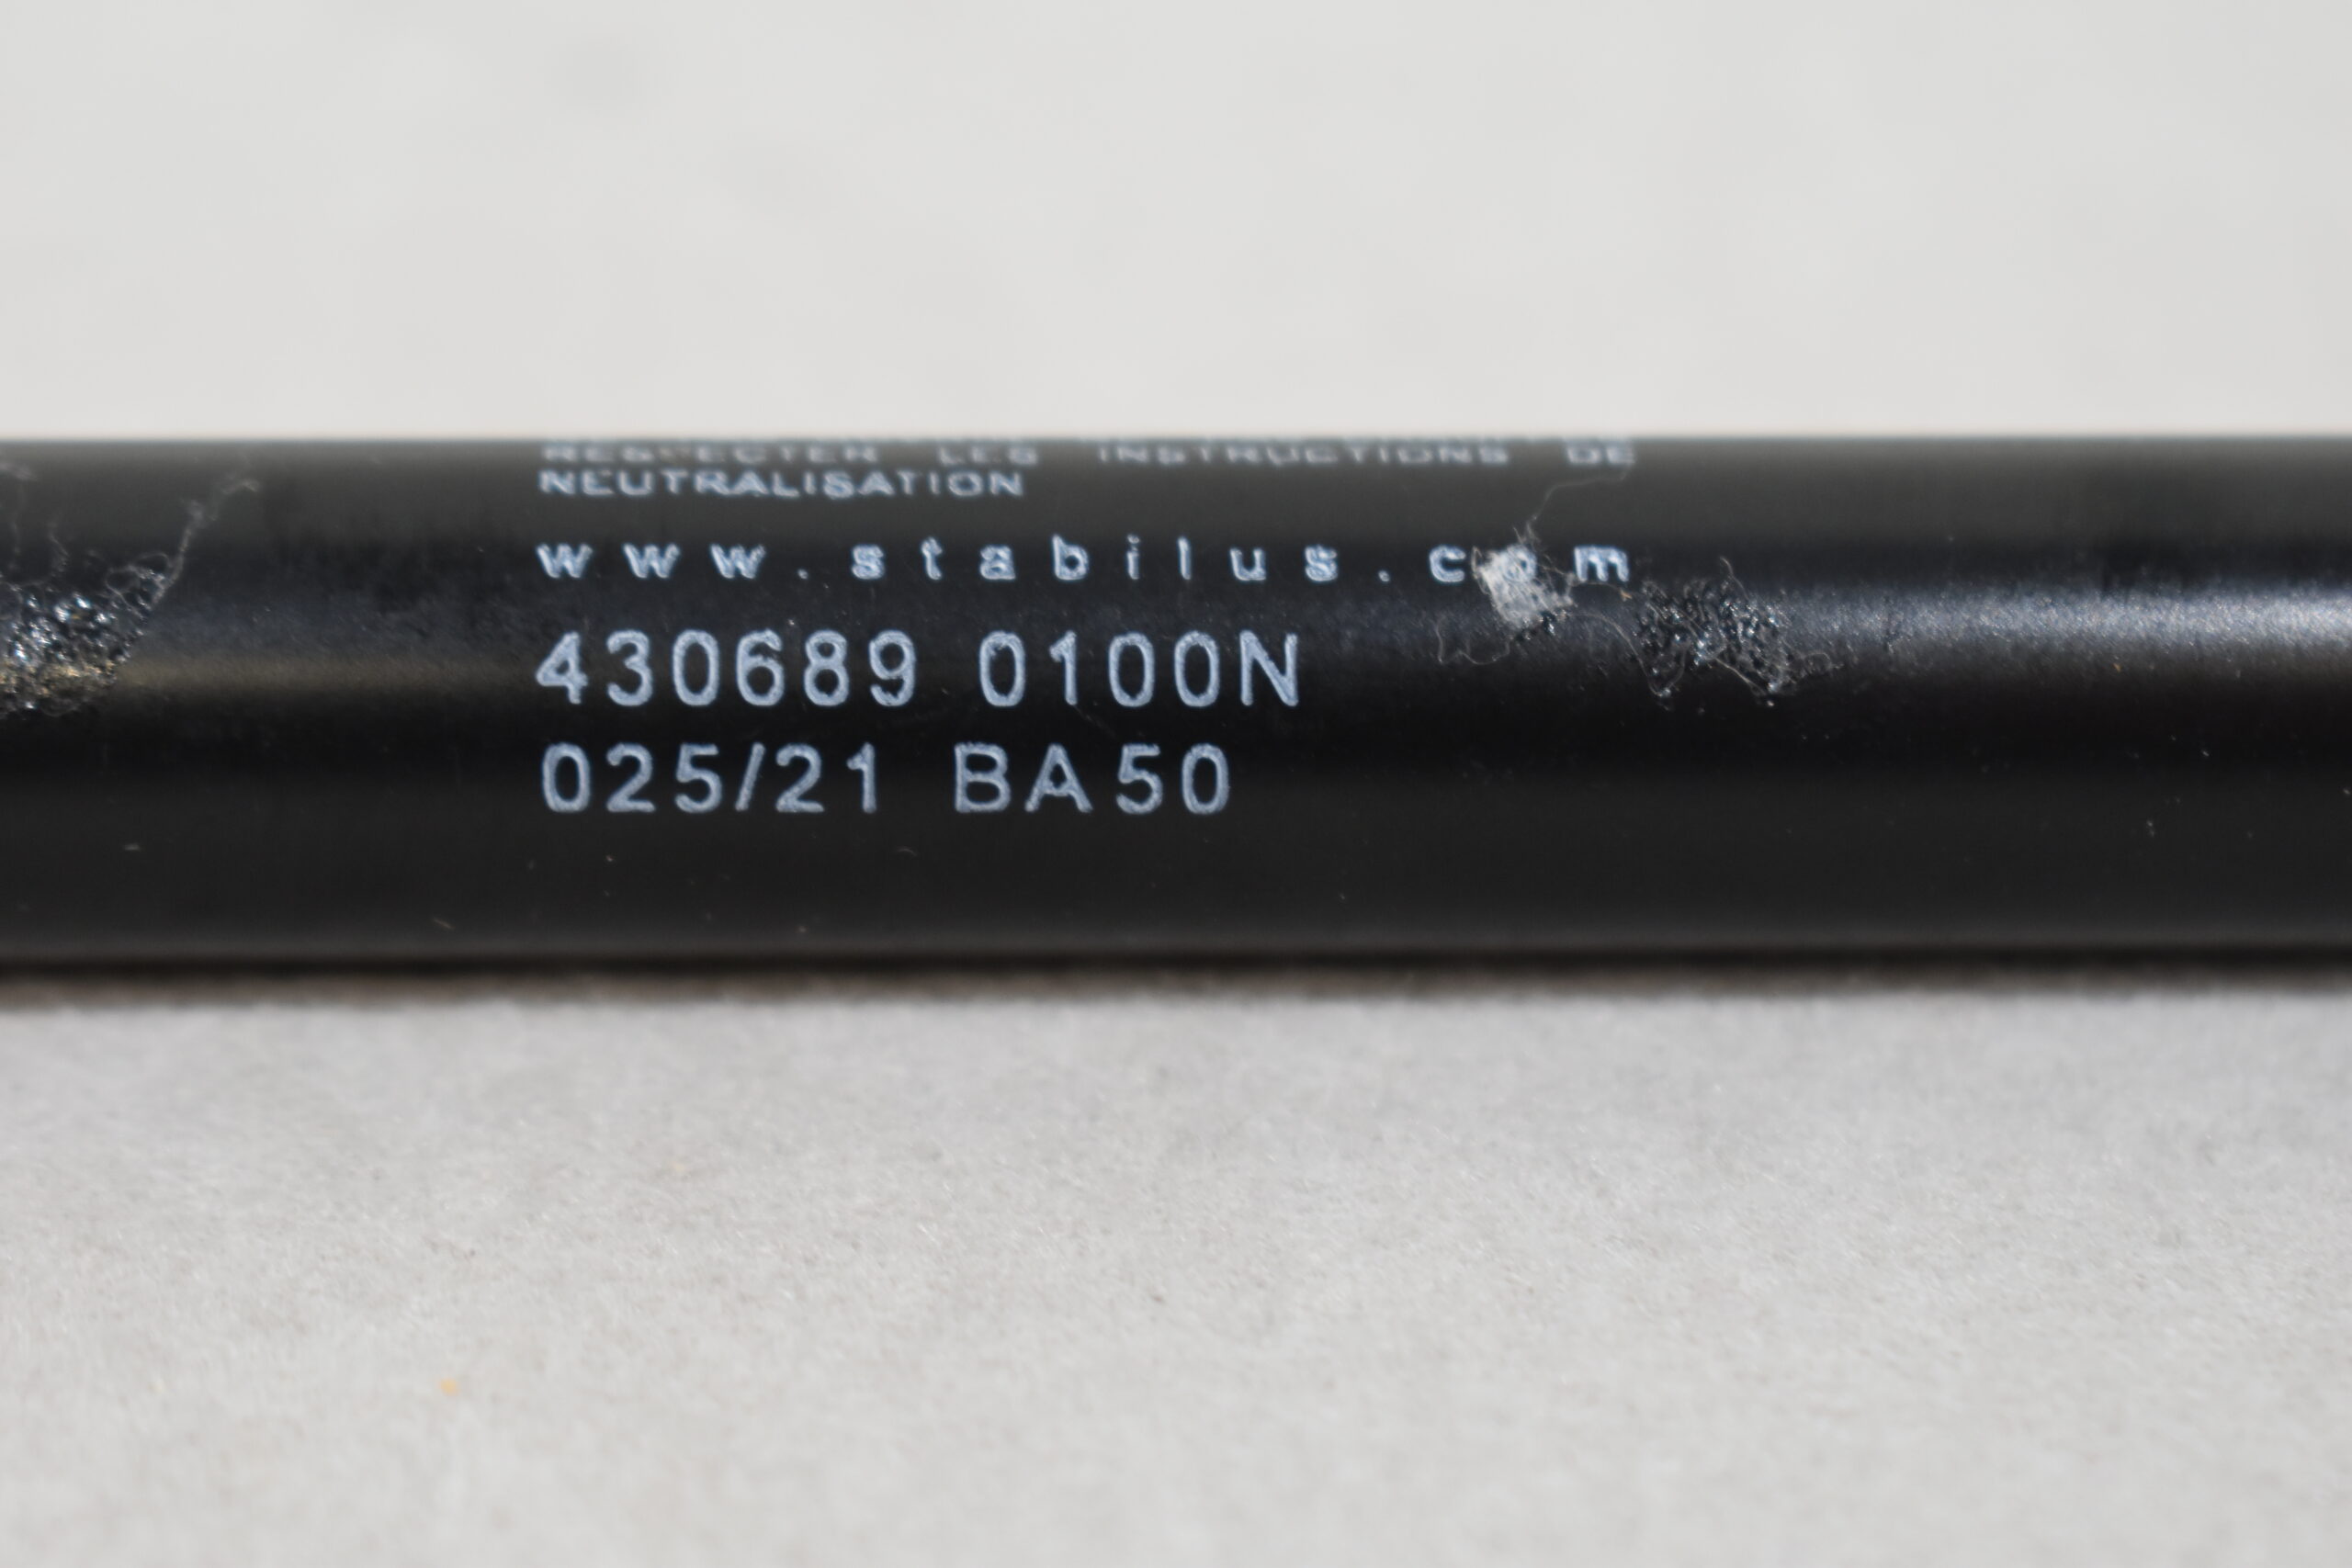 RESPECTER LES INSTRUCTIONS DE
NEUTRALISATION
www.stabilus.com
430689 0100N
025/21 BA50